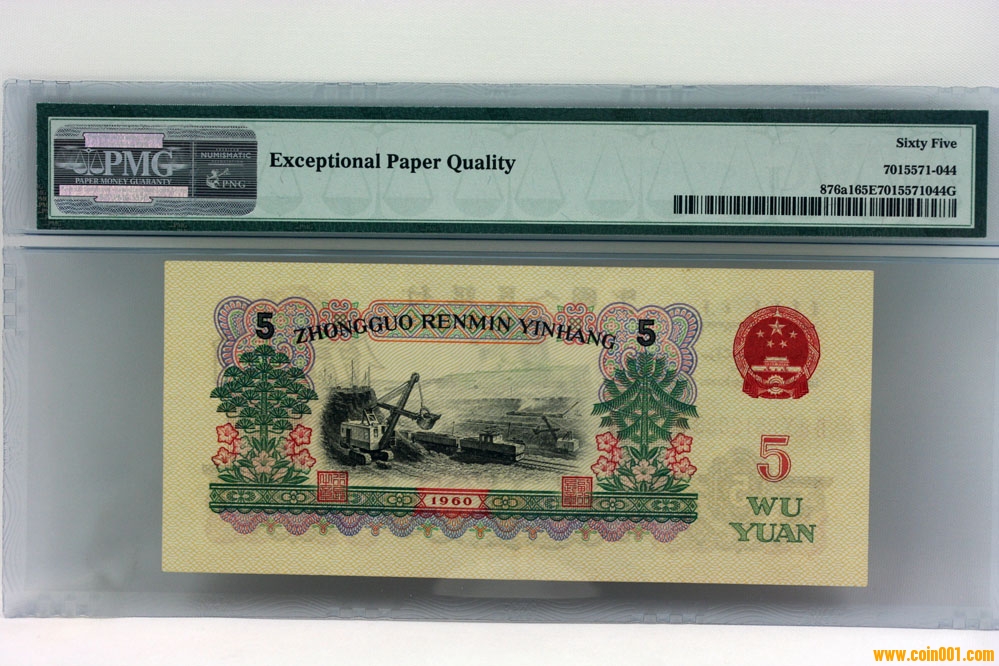 PMG
PAPER MONEY GUARANTY
NUMISMATIC
PNG
Exceptional Paper Quality
Sixty Five
7015571-044
876a165E7015571044G
5 ZHONGGUO RENMIN YINHANG 5
1960
5
WU
YUAN
www.coin001.com